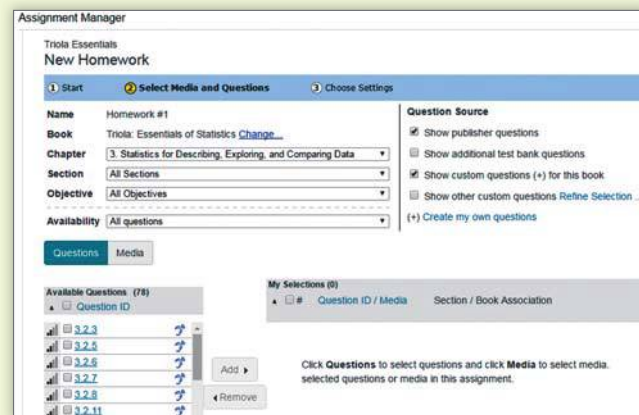 Assignment Manager
Triola Essentials
New Homework
1 Start 2 Select Media and Questions 3 Choose Settings
Name Homework #1
Book Triola: Essentials of Statistics Change...
Chapter 3. Statistics for Describing, Exploring, and Comparing Data
Section All Sections
Objective All Objectives
Availability All questions
Question Source
Show publisher questions
Show additional test bank questions
Show custom questions (+) for this book
Show other custom questions Refine Selection ..
(+) Create my own questions
Questions Media
Available Questions (78)
Question ID
3.2.3
3.2.5
3.2.6
3.2.7
3.2.8
3.2.11
Add
Remove
My Selections (0)
# Question ID / Media Section / Book Association
Click Questions to select questions and click Media to select media.
selected questions or media in this assignment.